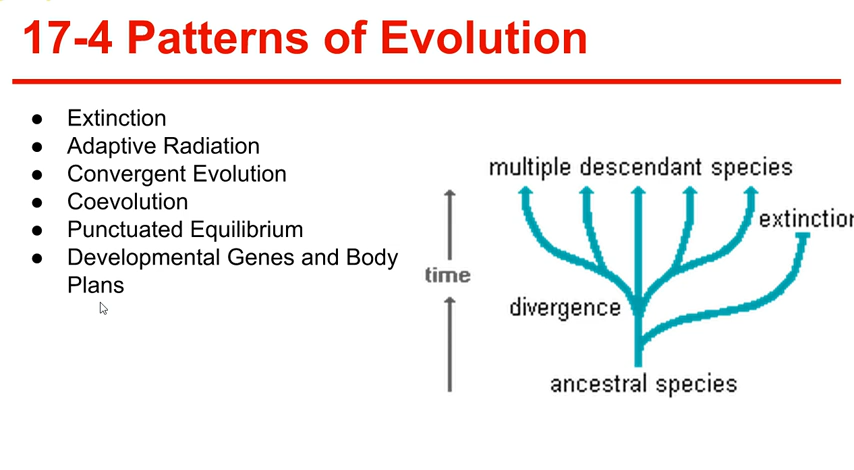 17-4 Patterns of Evolution
● Extinction
● Adaptive Radiation
● Convergent Evolution
● Coevolution
● Punctuated Equilibrium
● Developmental Genes and Body
Plans
multiple descendant species
extinction
time
divergence
ancestral species